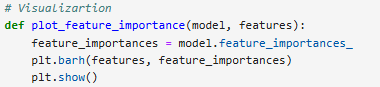 # Visualizartion
def plot_feature_importance(model, features):
    feature_importances = model.feature_importances_
    plt.barh(features, feature_importances)
    plt.show()